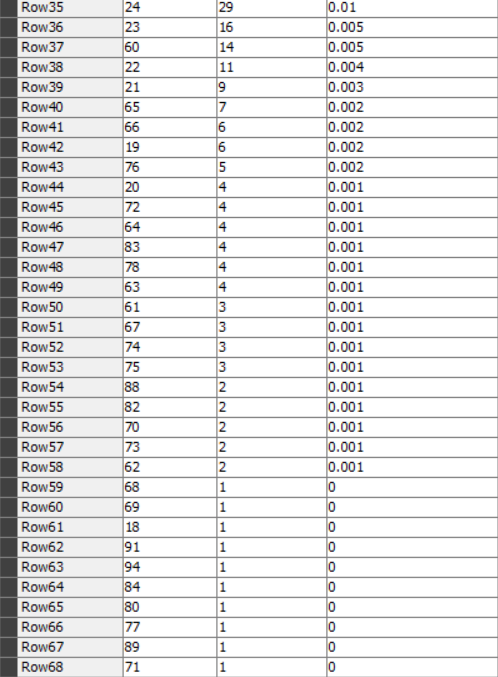 Row35 24 29 0.01
Row36 23 16 0.005
Row37 60 14 0.005
Row38 22 11 0.004
Row39 21 9 0.003
Row40 65 7 0.002
Row41 66 6 0.002
Row42 19 6 0.002
Row43 76 5 0.002
Row44 20 4 0.001
Row45 72 4 0.001
Row46 64 4 0.001
Row47 83 4 0.001
Row48 78 4 0.001
Row49 63 4 0.001
Row50 61 3 0.001
Row51 67 3 0.001
Row52 74 3 0.001
Row53 75 3 0.001
Row54 88 2 0.001
Row55 82 2 0.001
Row56 70 2 0.001
Row57 73 2 0.001
Row58 62 2 0.001
Row59 68 1 0
Row60 69 1 0
Row61 18 1 0
Row62 91 1 0
Row63 94 1 0
Row64 84 1 0
Row65 80 1 0
Row66 77 1 0
Row67 89 1 0
Row68 71 1 0